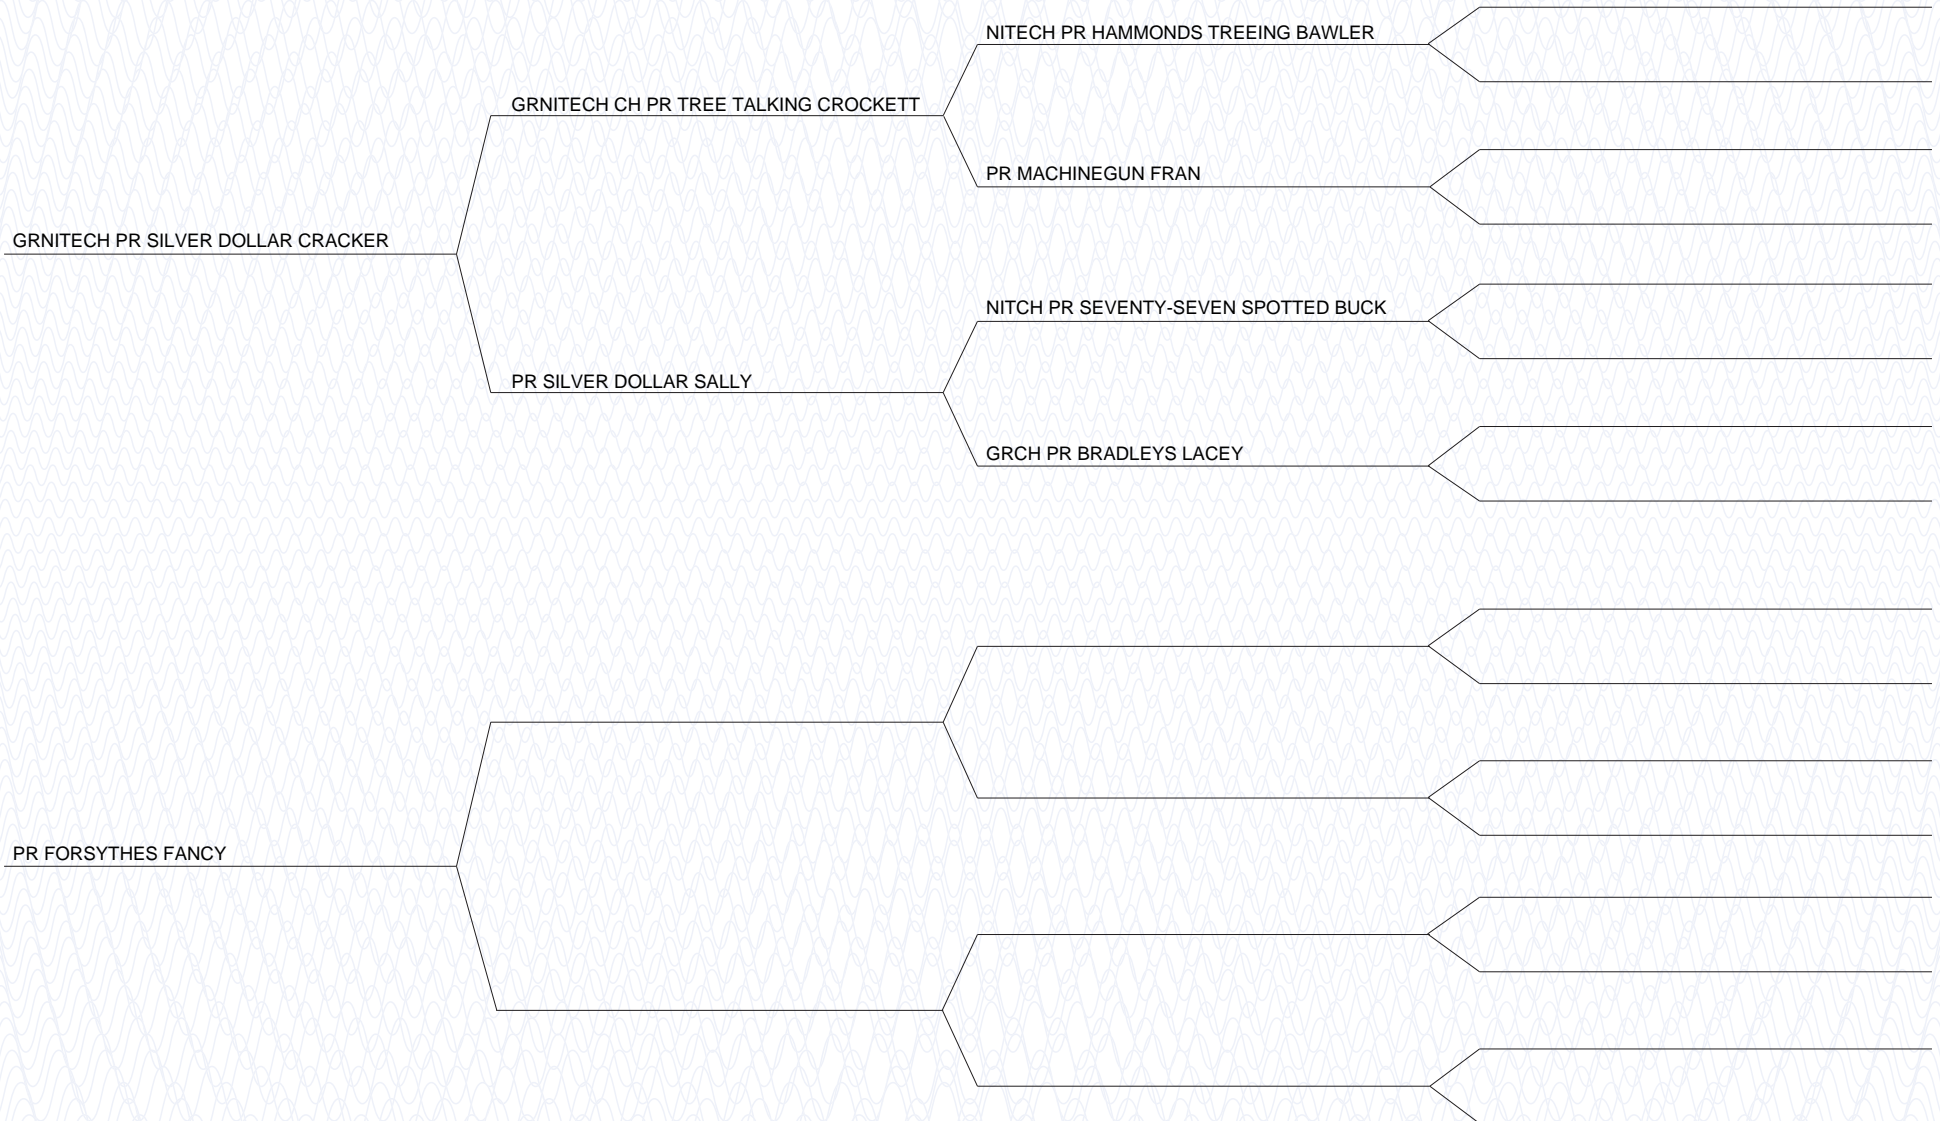 NITECH PR HAMMONDS TREEING BAWLER
GRNITECH CH PR TREE TALKING CROCKETT
PR MACHINEGUN FRAN
GRNITECH PR SILVER DOLLAR CRACKER
NITCH PR SEVENTY-SEVEN SPOTTED BUCK
PR SILVER DOLLAR SALLY
GRCH PR BRADLEYS LACEY
PR FORSYTHES FANCY